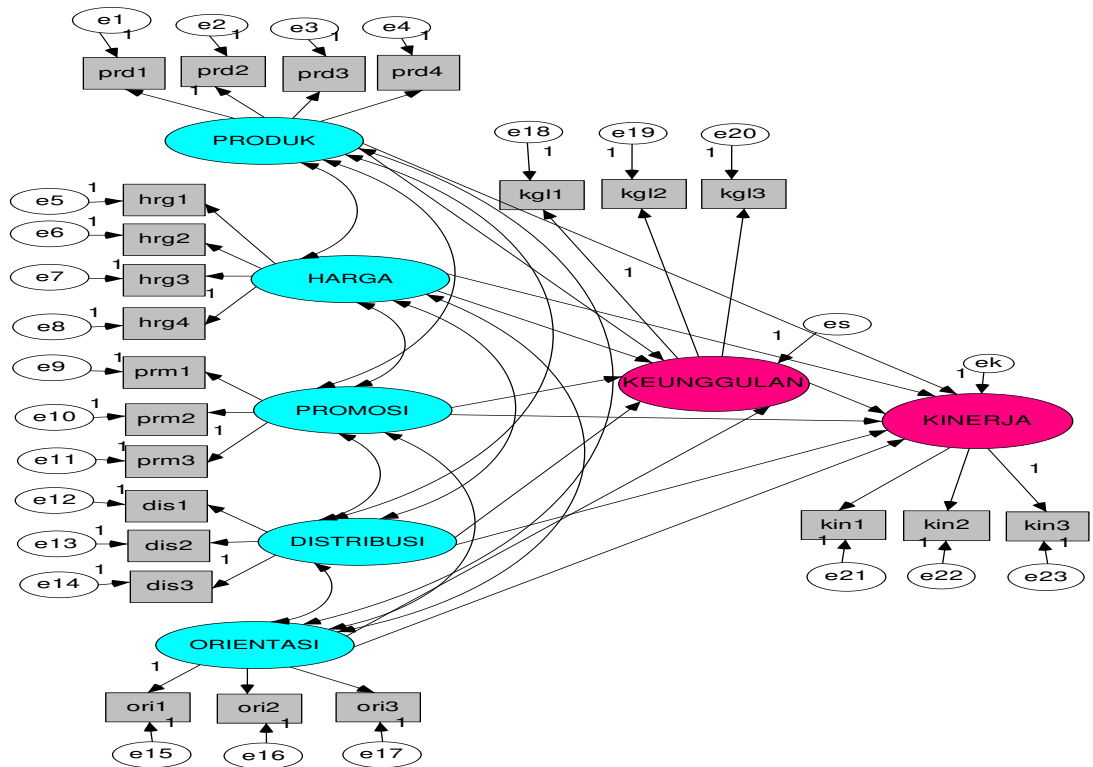 e1
e2
e3
e4
1
1
1
1
prd1
prd2
prd3
prd4
1
PRODUK
e18
e19
e20
1
1
1
kgl1
kgl2
kgl3
e5
1
hrg1
e6
1
hrg2
e7
1
hrg3
1
e8
1
hrg4
HARGA
1
es
1
e9
1
prm1
e10
1
prm2
1
e11
1
prm3
PROMOSI
KEUNGGULAN
ek
1
KINERJA
e12
1
dis1
e13
1
dis2
1
e14
1
dis3
DISTRIBUSI
1
kin1
kin2
kin3
1
1
1
e21
e22
e23
ORIENTASI
1
ori1
ori2
ori3
1
1
1
e15
e16
e17